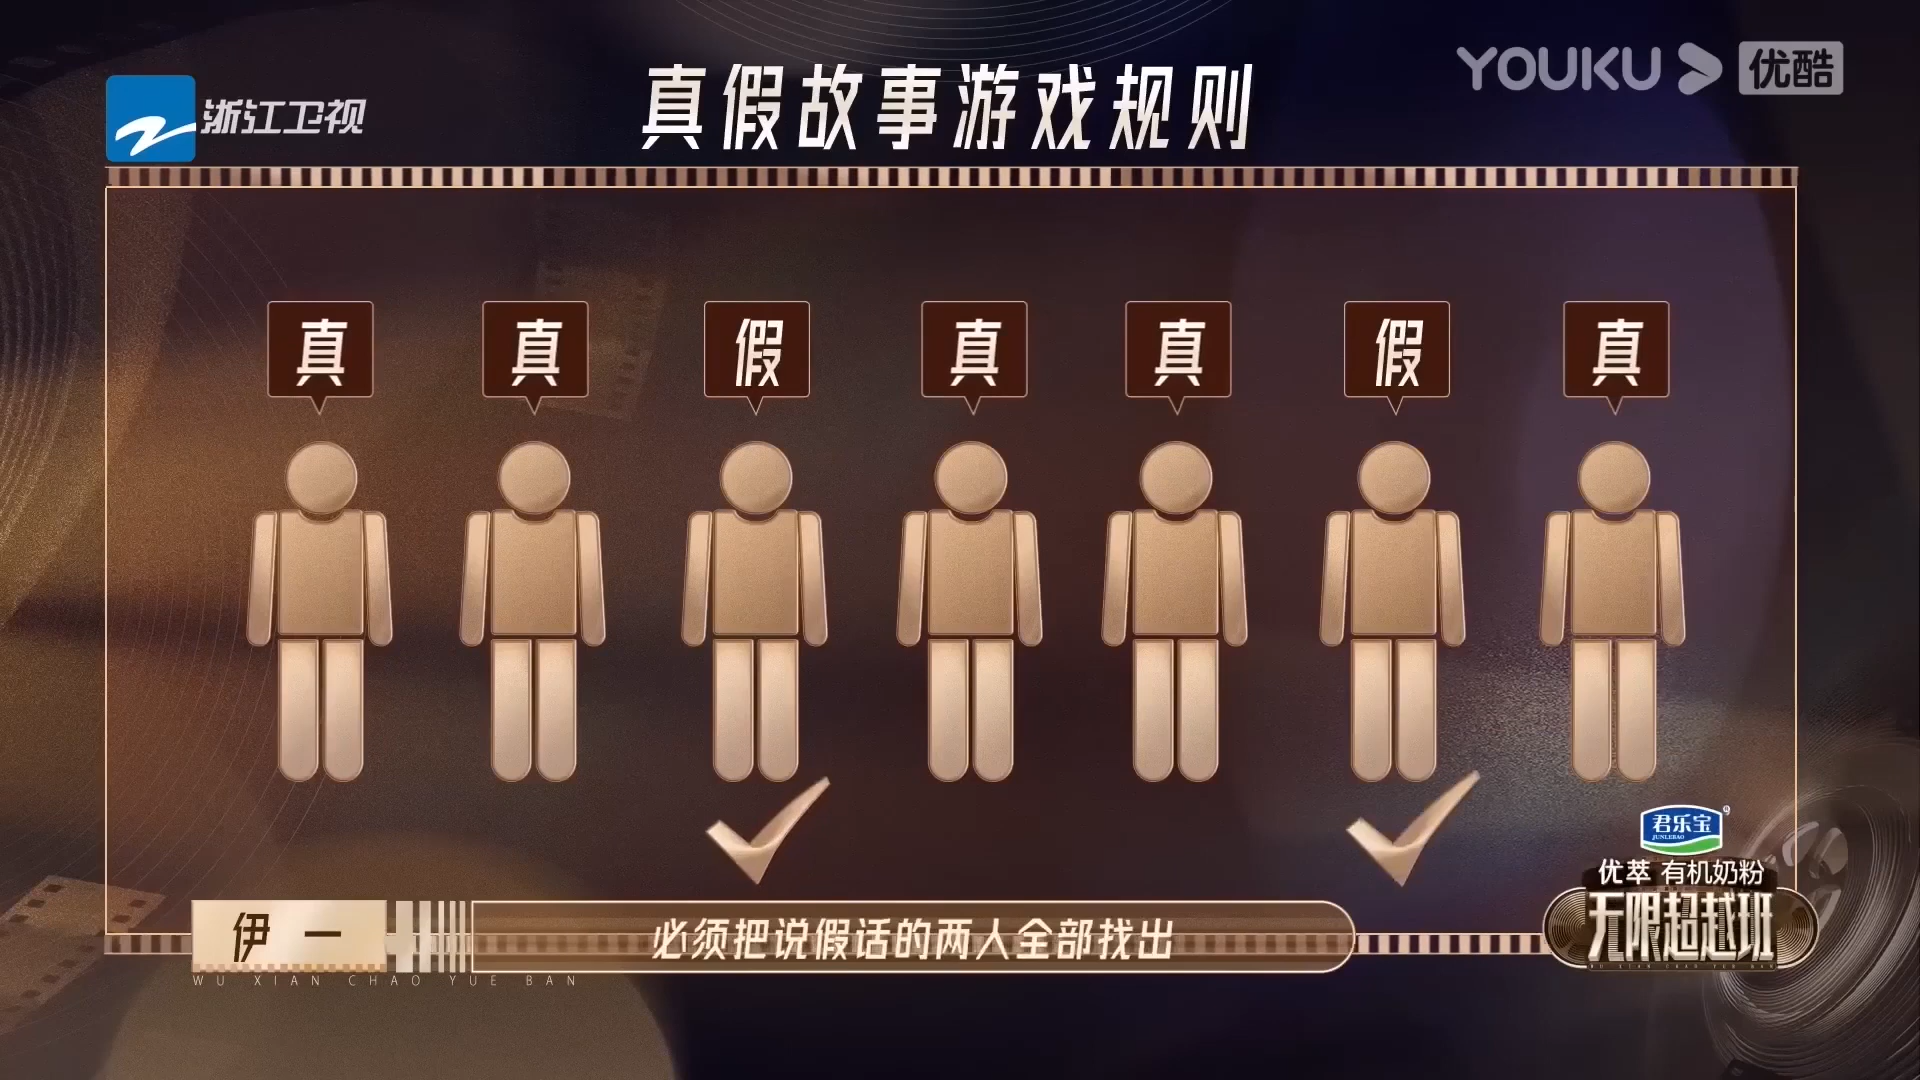 真假故事游戏规则
浙江卫视
YOUKU 优酷
真 真 假 真 真 假 真
君乐宝
JUNLEBAO
优萃 有机奶粉
无限超越班
伊一
必须把说假话的两人全部找出
WU XIAN CHAO YUE BAN